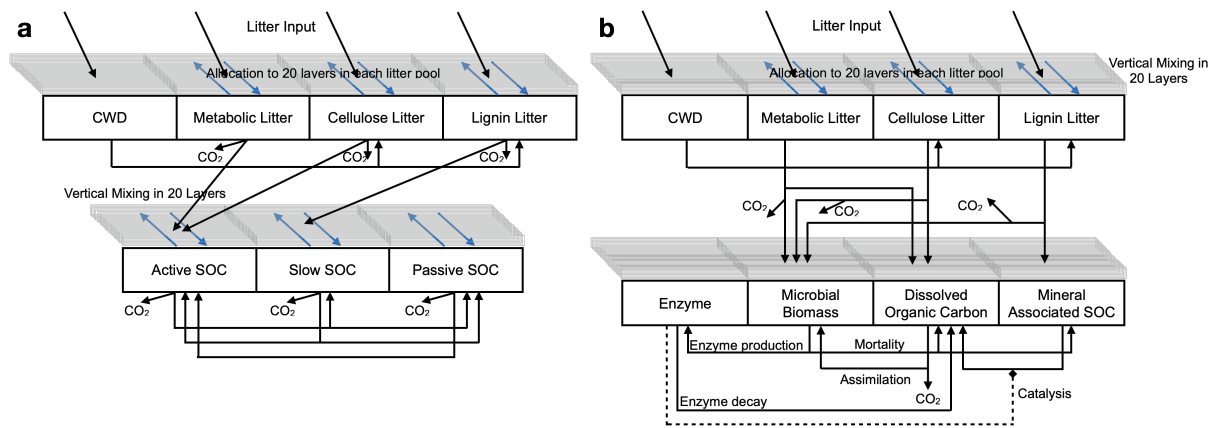 a
Litter Input
Allocation to 20 layers in each litter pool
CWD
Metabolic Litter
Cellulose Litter
Lignin Litter
CO₂
CO₂
CO₂
Vertical Mixing in 20 Layers
Active SOC
Slow SOC
Passive SOC
CO₂
CO₂
CO₂
b
Litter Input
Allocation to 20 layers in each litter pool
Vertical Mixing in
20 Layers
CWD
Metabolic Litter
Cellulose Litter
Lignin Litter
CO₂
CO₂
CO₂
Enzyme
Microbial
Biomass
Dissolved
Organic Carbon
Mineral
Associated SOC
Enzyme production
Mortality
Assimilation
CO₂
Catalysis
Enzyme decay